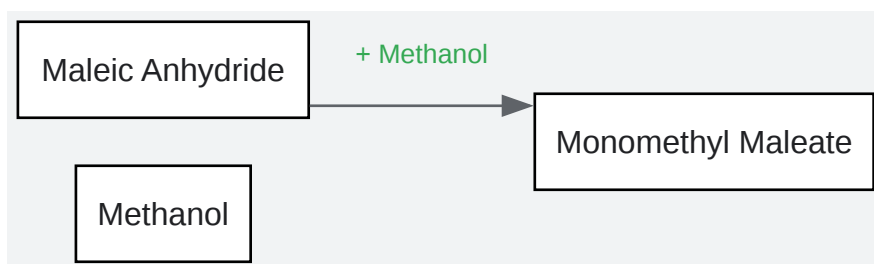 Maleic Anhydride
+ Methanol
Monomethyl Maleate
Methanol